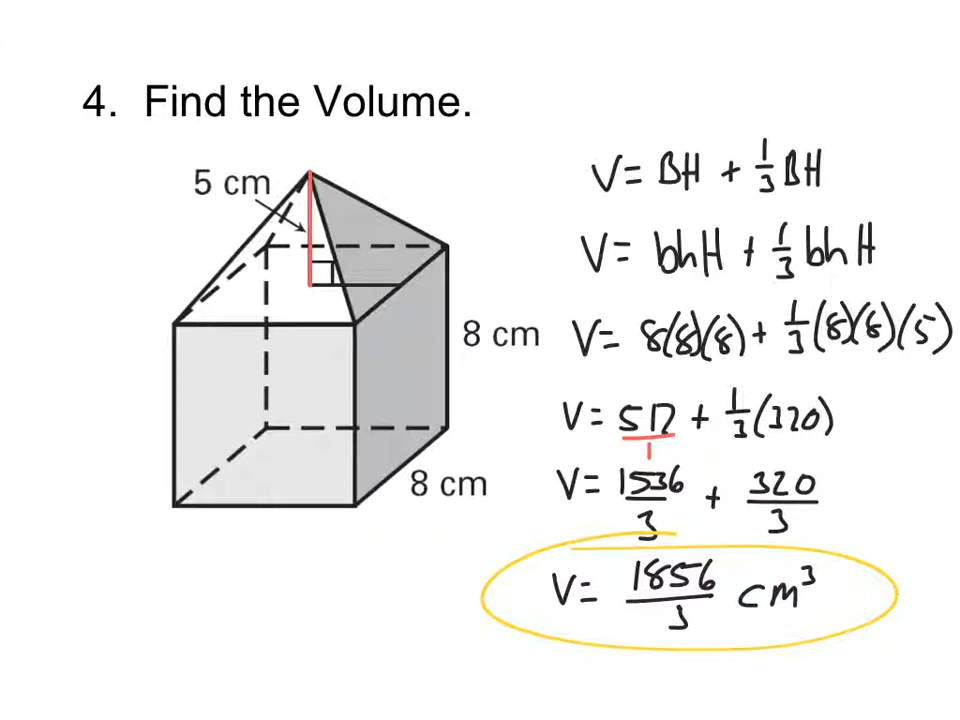 4. Find the Volume.
5 cm
8 cm
8 cm
V = BH + 1/3 BH
V = bhH + 1/3 bhH
V = 8(8)(8) + 1/3 (8)(8)(5)
V = 512/1 + 1/3 (320)
V = 1536/3 + 320/3
V = 1856/3 cm³